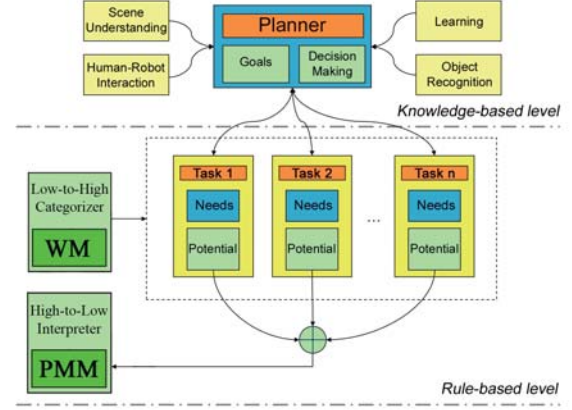 Scene
Understanding
Human-Robot
Interaction
Planner
Goals
Decision
Making
Learning
Object
Recognition
Knowledge-based level
Low-to-High
Categorizer
WM
Task 1
Needs
Potential
Task 2
Needs
Potential
...
Task n
Needs
Potential
High-to-Low
Interpreter
PMM
Rule-based level